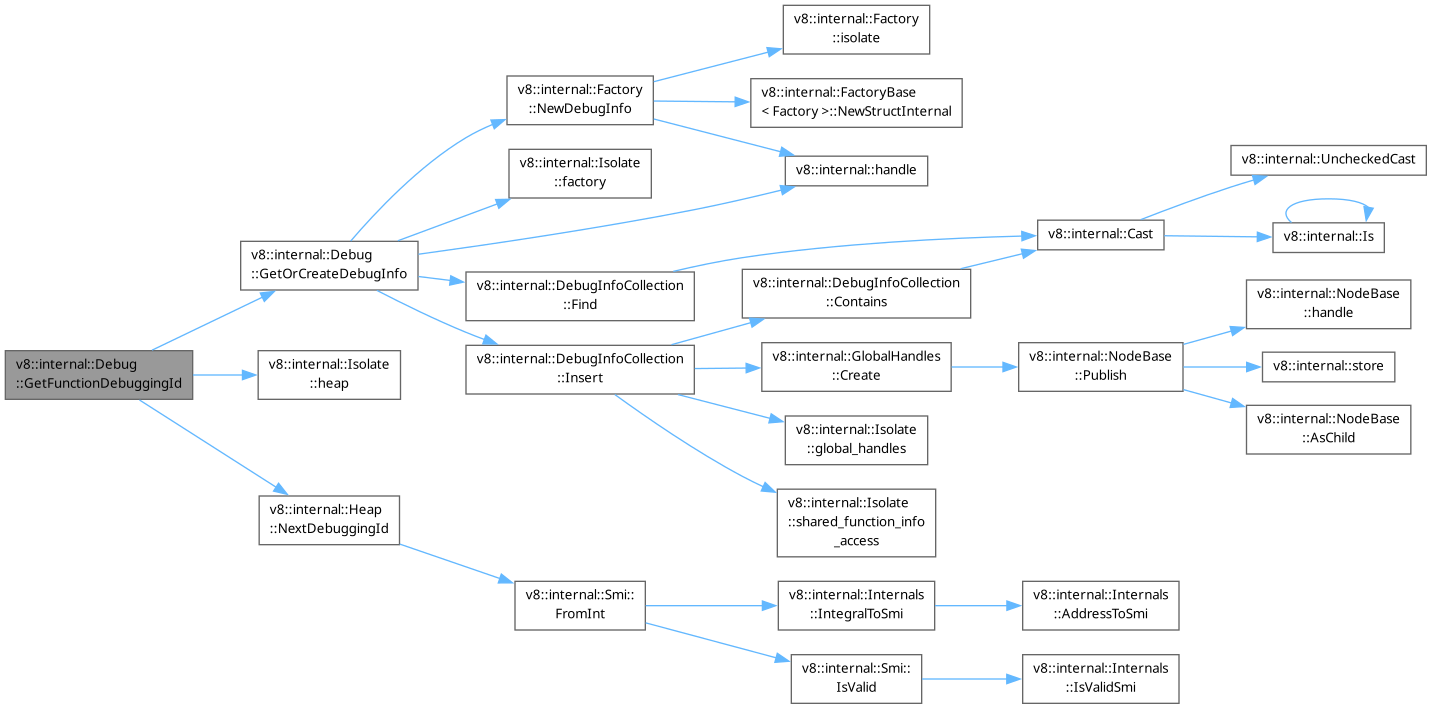 v8::internal::Debug
::GetFunctionDebuggingId
v8::internal::Debug
::GetOrCreateDebugInfo
v8::internal::Isolate
::heap
v8::internal::Heap
::NextDebuggingId
v8::internal::Factory
::NewDebugInfo
v8::internal::Isolate
::factory
v8::internal::DebugInfoCollection
::Find
v8::internal::DebugInfoCollection
::Insert
v8::internal::Smi::
FromInt
v8::internal::Factory
::isolate
v8::internal::FactoryBase
< Factory >::NewStructInternal
v8::internal::handle
v8::internal::DebugInfoCollection
::Contains
v8::internal::GlobalHandles
::Create
v8::internal::Isolate
::global_handles
v8::internal::Isolate
::shared_function_info
_access
v8::internal::Internals
::IntegralToSmi
v8::internal::Smi::
IsValid
v8::internal::Cast
v8::internal::NodeBase
::Publish
v8::internal::Internals
::AddressToSmi
v8::internal::Internals
::IsValidSmi
v8::internal::UncheckedCast
v8::internal::Is
v8::internal::NodeBase
::handle
v8::internal::store
v8::internal::NodeBase
::AsChild